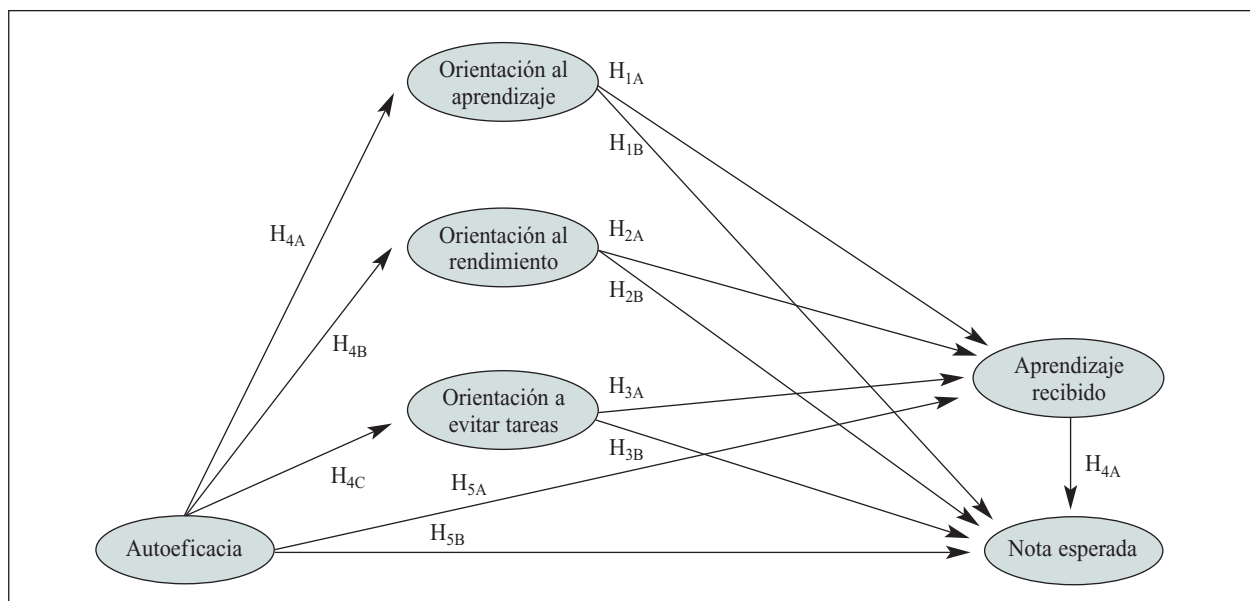 Orientación al
aprendizaje
H1A
H1B
H4A
Orientación al
rendimiento
H2A
H2B
H4B
Orientación a
evitar tareas
H3A
H3B
H4C
Aprendizaje
recibido
H4A
H5A
H5B
Autoeficacia
Nota esperada